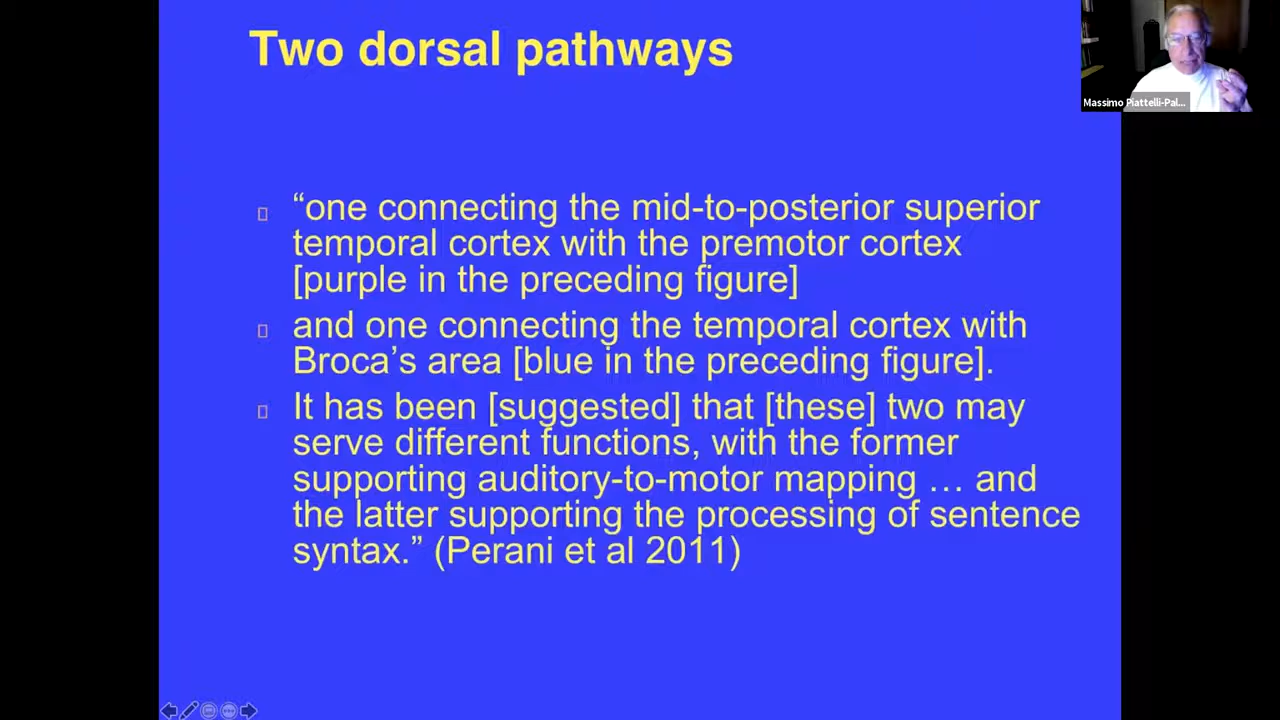 Two dorsal pathways
Massimo Piattelli-Pal...
“one connecting the mid-to-posterior superior
temporal cortex with the premotor cortex
[purple in the preceding figure]
and one connecting the temporal cortex with
Broca’s area [blue in the preceding figure].
It has been [suggested] that [these] two may
serve different functions, with the former
supporting auditory-to-motor mapping … and
the latter supporting the processing of sentence
syntax.” (Perani et al 2011)